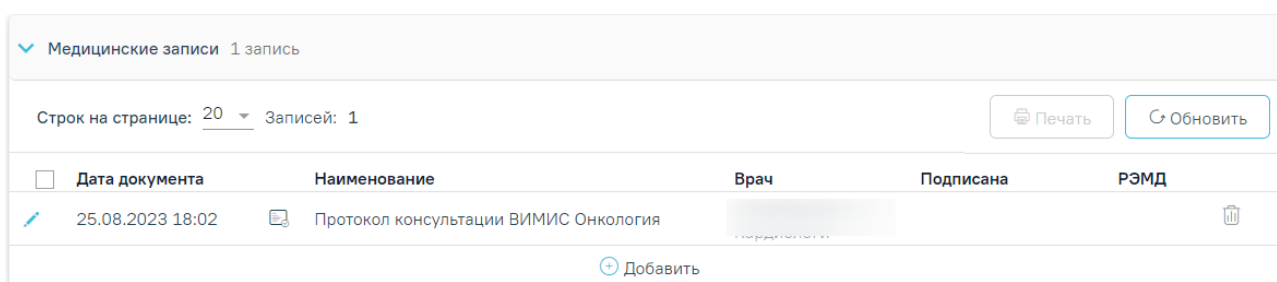 Медицинские записи 1 запись
Строк на странице: 20 Записей: 1 Печать Обновить
Дата документа Наименование Врач Подписана РЭМД
25.08.2023 18:02 Протокол консультации ВИМИС Онкология
Добавить